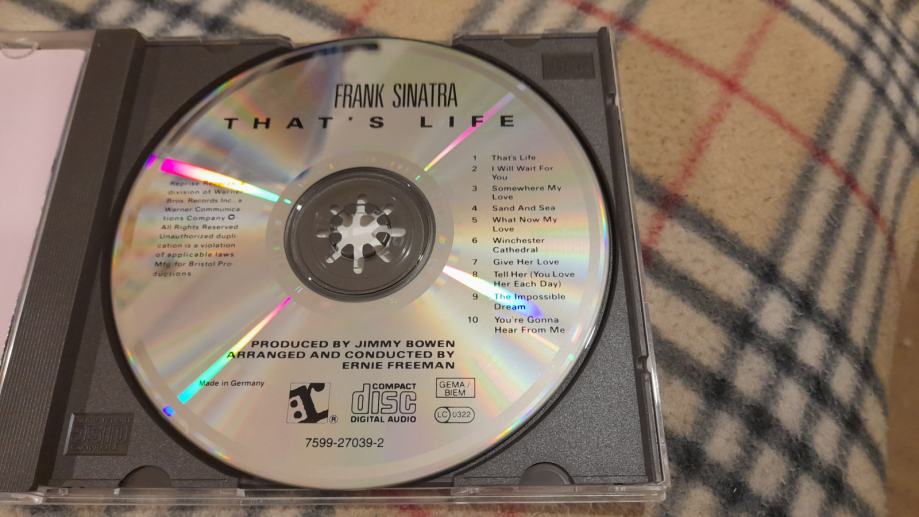 FRANK SINATRA
THAT'S LIFE
Reprise
division of Warner
Bros. Records Inc., a
Warner Communica-
tions Company ℗
All Rights Reserved
Unauthorized dupli-
cation is a violation
of applicable laws
Mfg. for Bristol Pro-
ductions.
1 That's Life
2 I Will Wait For
You
3 Somewhere My
Love
4 Sand And Sea
5 What Now My
Love
6 Winchester
Cathedral
7 Give Her Love
8 Tell Her (You Love
Her Each Day)
9 The Impossible
Dream
10 You're Gonna
Hear From Me
PRODUCED BY JIMMY BOWEN
ARRANGED AND CONDUCTED BY
ERNIE FREEMAN
Made in Germany
r:®
COMPACT
disc
DIGITAL AUDIO
GEMA/
BIEM
LC 0322
7599-27039-2